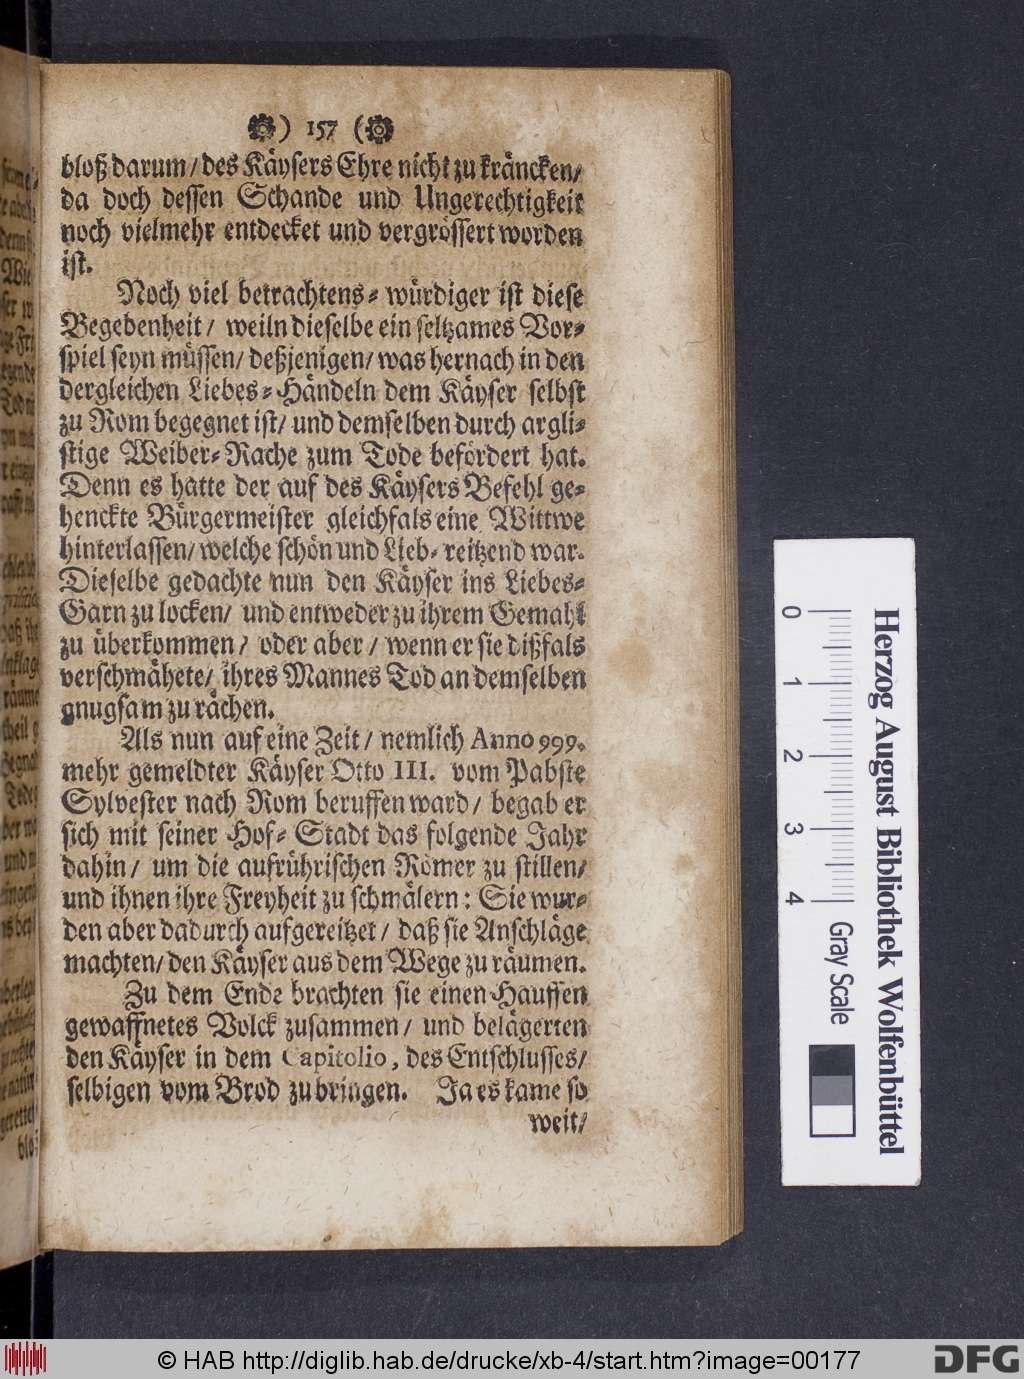 ) 157 (
bloß darum / des Käysers Ehre nicht zu kräncken /
da doch dessen Schande und Ungerechtigkeit
noch vielmehr entdecket und vergrössert worden
ist.
Noch viel betrachtens-würdiger ist diese
Begebenheit / weiln dieselbe ein seltzames Vor-
spiel seyn müssen / deßjenigen / was hernach in den
dergleichen Liebes-Händeln dem Käyser selbst
zu Rom begegnet ist / und demselben durch argli-
stige Weiber-Rache zum Tode befördert hat.
Denn es hatte der auf des Käysers Befehl ge-
henckte Bürgermeister gleichfals eine Wittwe
hinterlassen / welche schön und Lieb-reitzend war.
Dieselbe gedachte nun den Käyser ins Liebes-
Garn zu locken / und entweder zu ihrem Gemahl
zu überkommen / oder aber / wenn er sie dißfals
verschmähete / ihres Mannes Tod an demselben
gnugsam zu rächen.
Als nun auf eine Zeit / nemlich Anno 999.
mehr gemeldter Käyser Otto III. vom Pabste
Sylvester nach Rom beruffen ward / begab er
sich mit seiner Hof-Stadt das folgende Jahr
dahin / um die aufrührischen Römer zu stillen /
und ihnen ihre Freyheit zu schmälern : Sie wur-
den aber dadurch aufgereitzet / daß sie Anschläge
machten / den Käyser aus dem Wege zu räumen.
Zu dem Ende brachten sie einen Hauffen
gewaffnetes Volck zusammen / und belägerten
den Käyser in dem Capitolio, des Entschlusses /
selbigen vom Brod zu bringen. Ja es kame so
weit /
0 1 2 3 4 Gray Scale
Herzog August Bibliothek Wolfenbüttel
© HAB http://diglib.hab.de/drucke/xb-4/start.htm?image=00177
DFG